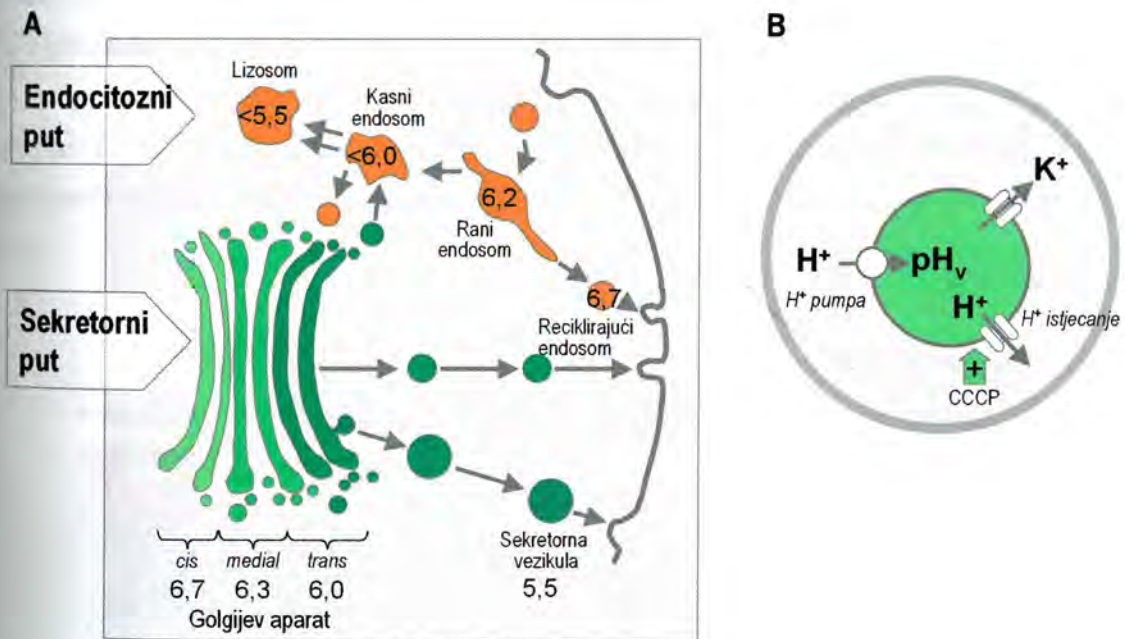 A
Endocitozni
put
Lizosom
<5,5
Kasni
endosom
<6,0
6,2
Rani
endosom
6,7
Reciklirajući
endosom
Sekretorni
put
cis
medial
trans
6,7
6,3
6,0
Golgijev aparat
Sekretorna
vezikula
5,5
B
K+
H+
H+ pumpa
pHv
H+
H+ istjecanje
+
CCCP